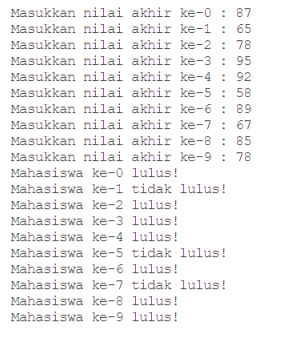 Masukkan nilai akhir ke-0 : 87
Masukkan nilai akhir ke-1 : 65
Masukkan nilai akhir ke-2 : 78
Masukkan nilai akhir ke-3 : 95
Masukkan nilai akhir ke-4 : 92
Masukkan nilai akhir ke-5 : 58
Masukkan nilai akhir ke-6 : 89
Masukkan nilai akhir ke-7 : 67
Masukkan nilai akhir ke-8 : 85
Masukkan nilai akhir ke-9 : 78
Mahasiswa ke-0 lulus!
Mahasiswa ke-1 tidak lulus!
Mahasiswa ke-2 lulus!
Mahasiswa ke-3 lulus!
Mahasiswa ke-4 lulus!
Mahasiswa ke-5 tidak lulus!
Mahasiswa ke-6 lulus!
Mahasiswa ke-7 tidak lulus!
Mahasiswa ke-8 lulus!
Mahasiswa ke-9 lulus!